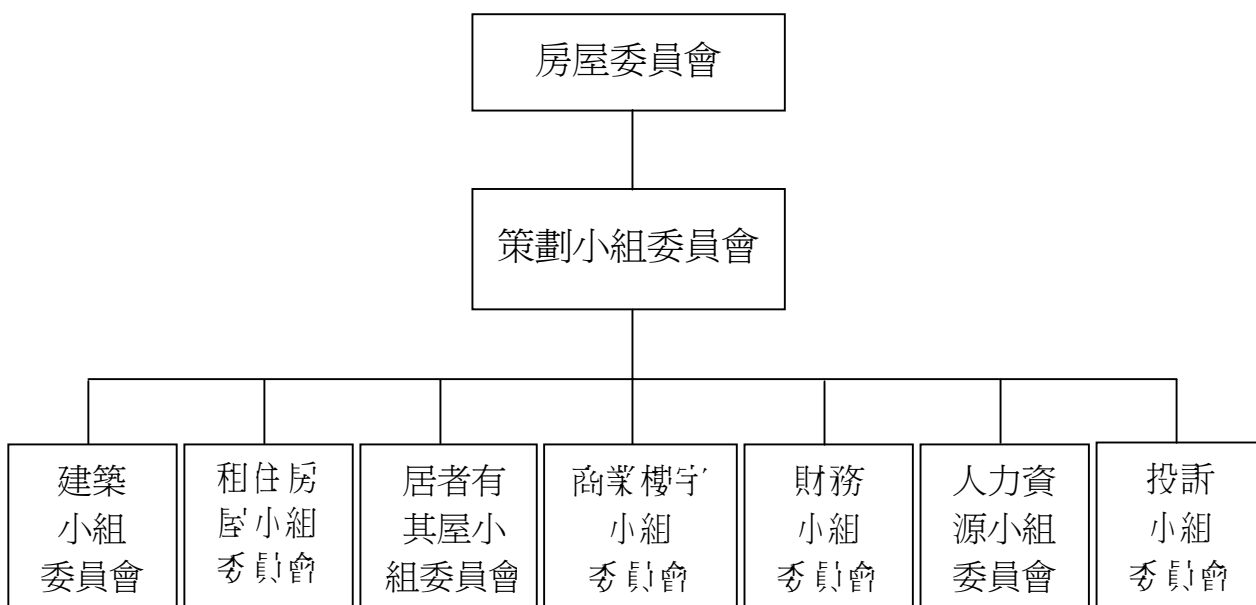 房屋委員會
策劃小組委員會
建築
小組
委員會
租住房
屋小組
委員會
居者有
其屋小
組委員會
商業樓宇
小組
委員會
財務
小組
委員會
人力資
源小組
委員會
投訴
小組
委員會